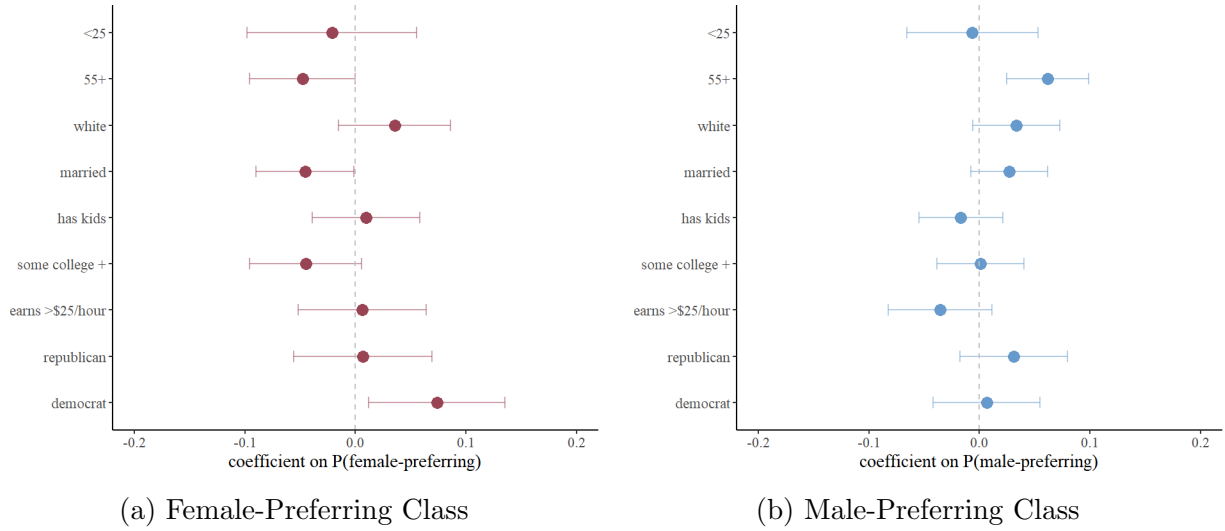 <25
55+
white
married
has kids
some college +
earns >$25/hour
republican
democrat
-0.2 -0.1 0.0 0.1 0.2
coefficient on P(female-preferring)
(a) Female-Preferring Class
<25
55+
white
married
has kids
some college +
earns >$25/hour
republican
democrat
-0.2 -0.1 0.0 0.1 0.2
coefficient on P(male-preferring)
(b) Male-Preferring Class